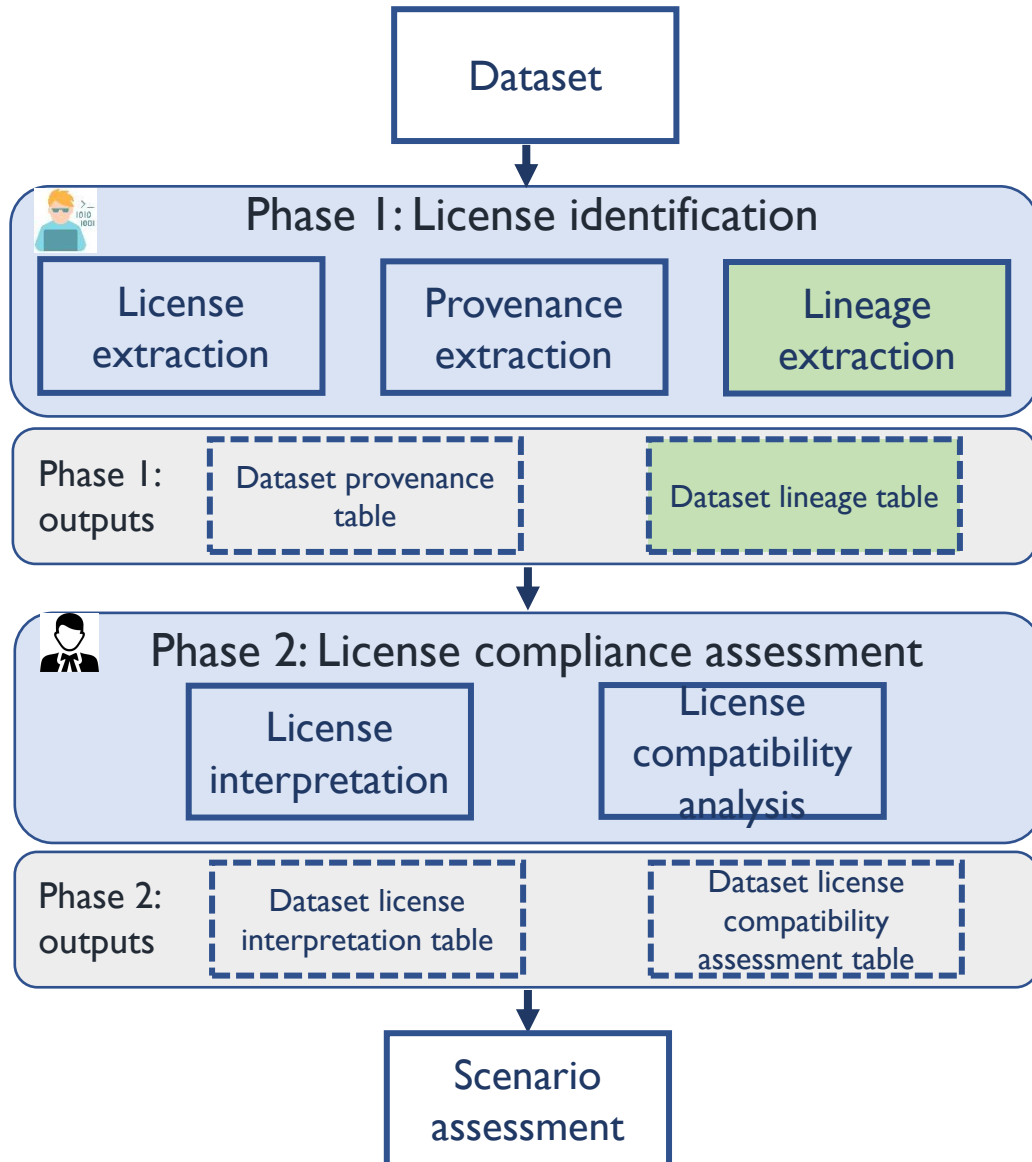 Dataset
>_
1010
1001
Phase 1: License identification
License
extraction
Provenance
extraction
Lineage
extraction
Phase 1:
outputs
Dataset provenance
table
Dataset lineage table
Phase 2: License compliance assessment
License
interpretation
License
compatibility
analysis
Phase 2:
outputs
Dataset license
interpretation table
Dataset license
compatibility
assessment table
Scenario
assessment